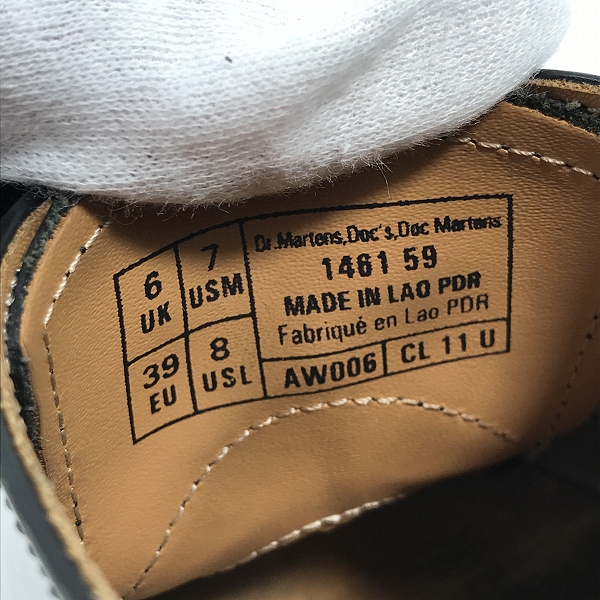 6
UK
7
USM
39
EU
8
USL
Dr.Martens,Doc's,Doc Martens
1461 59
MADE IN LAO PDR
Fabriqué en Lao PDR
AW006
CL 11 U